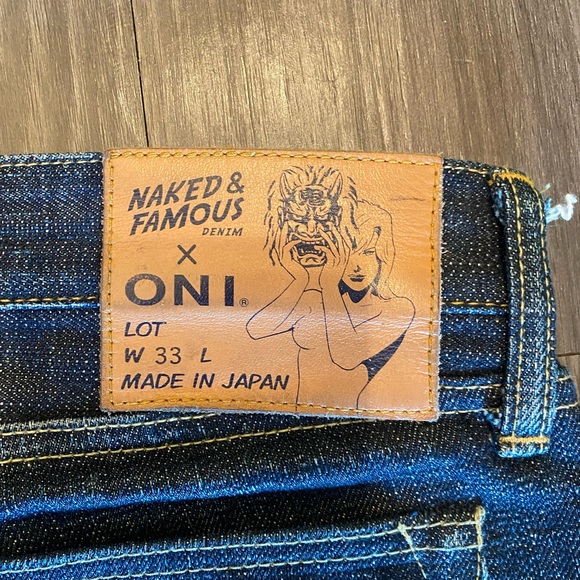 NAKED &
FAMOUS
DENIM
×
ONI®
LOT
W 33 L
MADE IN JAPAN